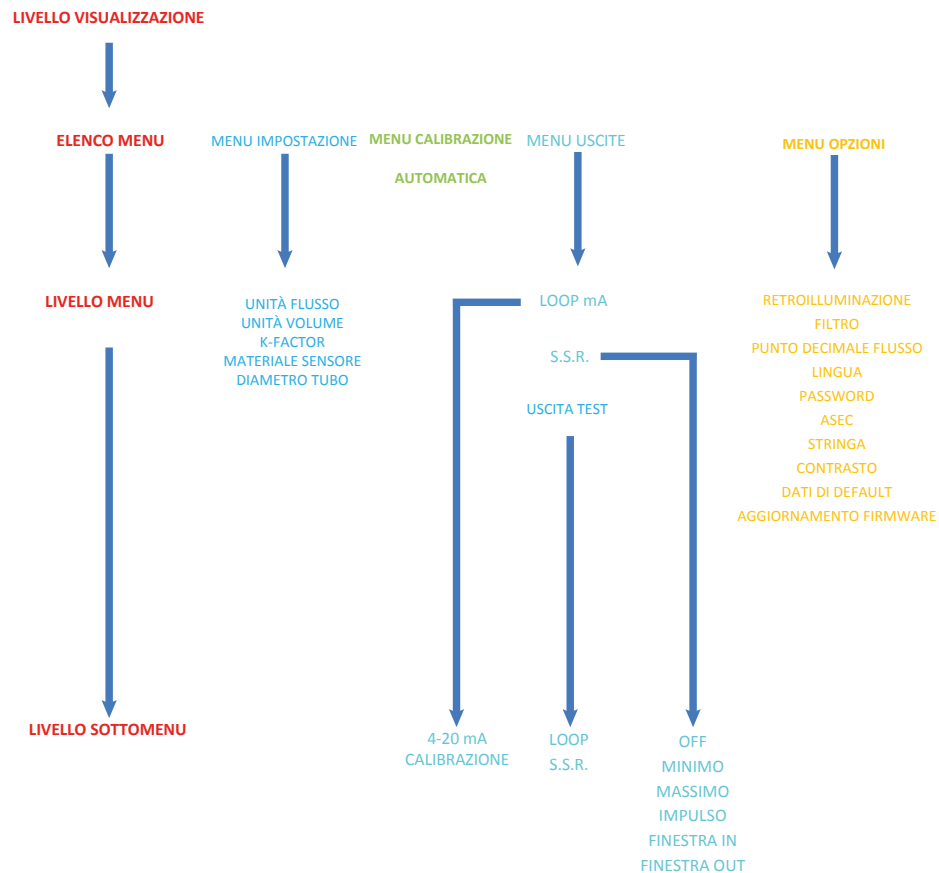 LIVELLO VISUALIZZAZIONE
ELENCO MENU
MENU IMPOSTAZIONE
MENU CALIBRAZIONE
AUTOMATICA
MENU USCITE
MENU OPZIONI
LIVELLO MENU
UNITÀ FLUSSO
UNITÀ VOLUME
K-FACTOR
MATERIALE SENSORE
DIAMETRO TUBO
LOOP mA
S.S.R.
USCITA TEST
RETROILLUMINAZIONE
FILTRO
PUNTO DECIMALE FLUSSO
LINGUA
PASSWORD
ASEC
STRINGA
CONTRASTO
DATI DI DEFAULT
AGGIORNAMENTO FIRMWARE
LIVELLO SOTTOMENU
4-20 mA
CALIBRAZIONE
LOOP
S.S.R.
OFF
MINIMO
MASSIMO
IMPULSO
FINESTRA IN
FINESTRA OUT